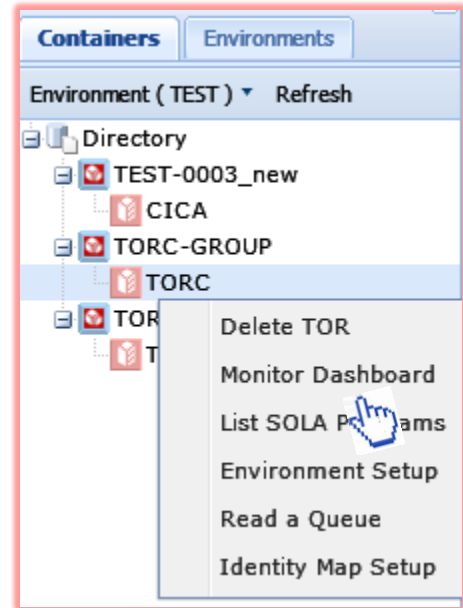 Containers Environments
Environment ( TEST ) Refresh
Directory
TEST-0003_new
CICA
TORC-GROUP
TORC
TOR
T
Delete TOR
Monitor Dashboard
List SOLA P ams
Environment Setup
Read a Queue
Identity Map Setup